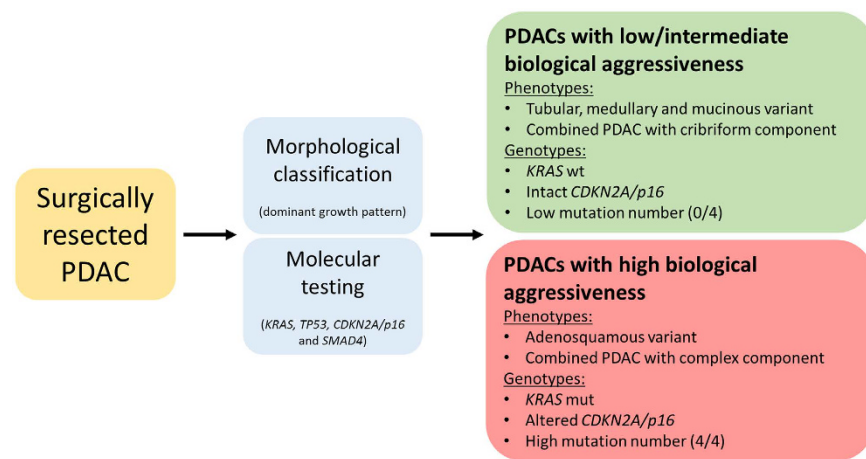 Surgically
resected
PDAC
Morphological
classification
(dominant growth pattern)
Molecular
testing
(KRAS, TP53, CDKN2A/p16
and SMAD4)
PDACs with low/intermediate
biological aggressiveness
Phenotypes:
• Tubular, medullary and mucinous variant
• Combined PDAC with cribriform component
Genotypes:
• KRAS wt
• Intact CDKN2A/p16
• Low mutation number (0/4)
PDACs with high biological
aggressiveness
Phenotypes:
• Adenosquamous variant
• Combined PDAC with complex component
Genotypes:
• KRAS mut
• Altered CDKN2A/p16
• High mutation number (4/4)